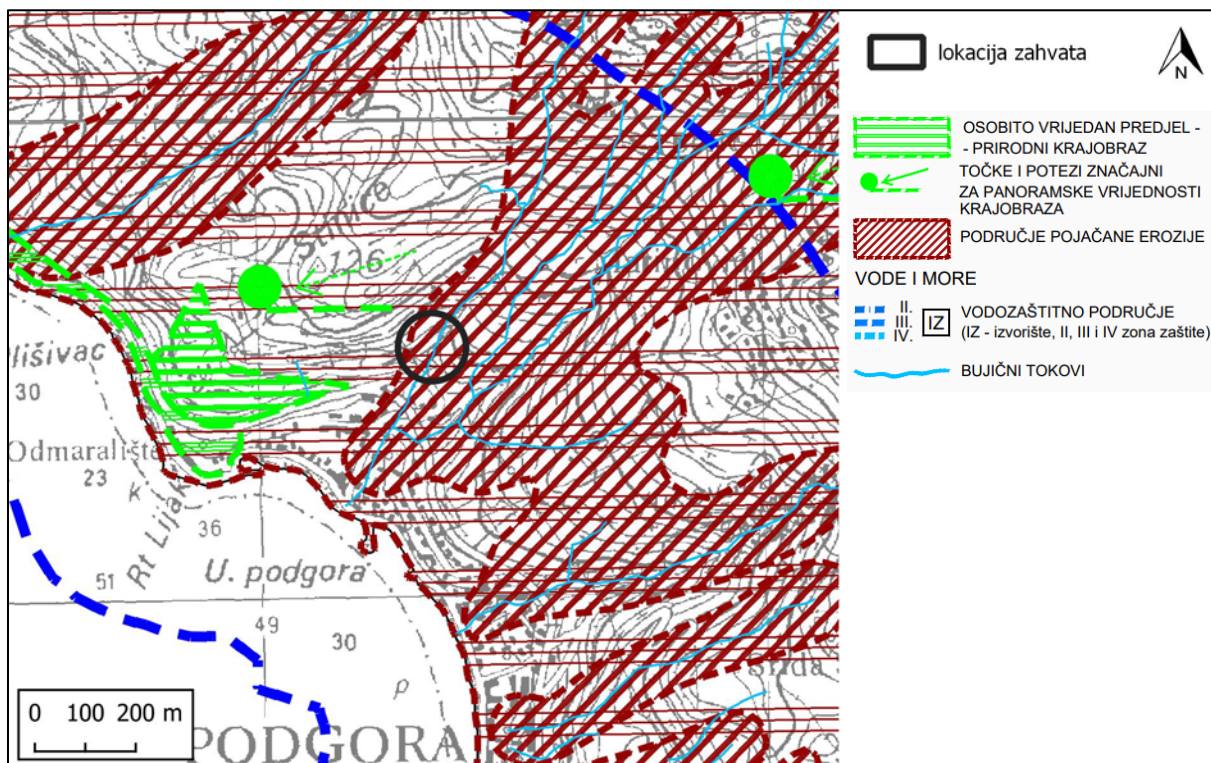 lokacija zahvata
N
OSOBITO VRIJEDAN PREDJEL -
- PRIRODNI KRAJOBRAZ
TOČKE I POTEZI ZNAČAJNI
ZA PANORAMSKE VRIJEDNOSTI
KRAJOBRAZA
PODRUČJE POJAČANE EROZIJE
VODE I MORE
II.
III.
IV.
IZ
VODOZAŠTITNO PODRUČJE
(IZ - izvorište, II, III i IV zona zaštite)
BUJIČNI TOKOVI
126
30
Odmaralište
23
K
Rt Lijak
36
51
U. podgora
49
30
p
0 100 200 m
PODGORA